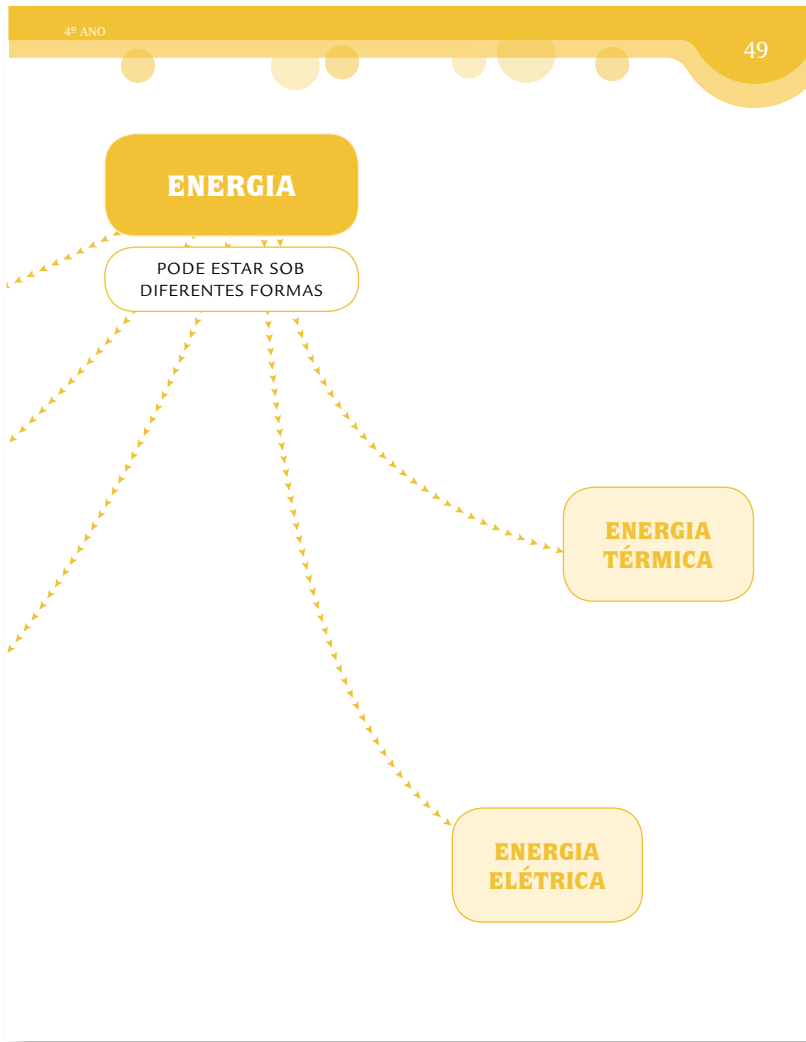 4º ANO
49
ENERGIA
PODE ESTAR SOB
DIFERENTES FORMAS
ENERGIA
TÉRMICA
ENERGIA
ELÉTRICA